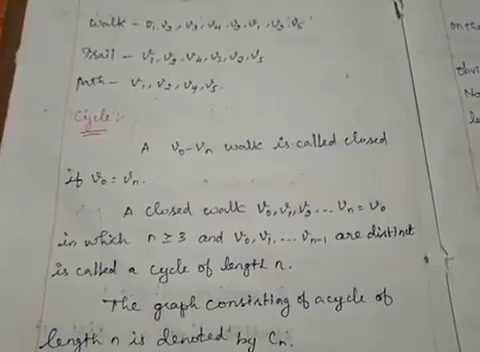 Walk - v₁, v₂, v₃, v₄, v₂, v₁, v₂, v₅.
Trail - v₁, v₂, v₄, v₃, v₂, v₅
path - v₁, v₂, v₄, v₅.
Cycle:-
A v₀-vₙ walk is called closed
if v₀ = vₙ.
A closed walk v₀, v₁, v₂ ... vₙ = v₀
in which n ≥ 3 and v₀, v₁, ... vₙ₋₁ are distinct
is called a cycle of length n.
The graph consisting of a cycle of
length n is denoted by Cₙ.